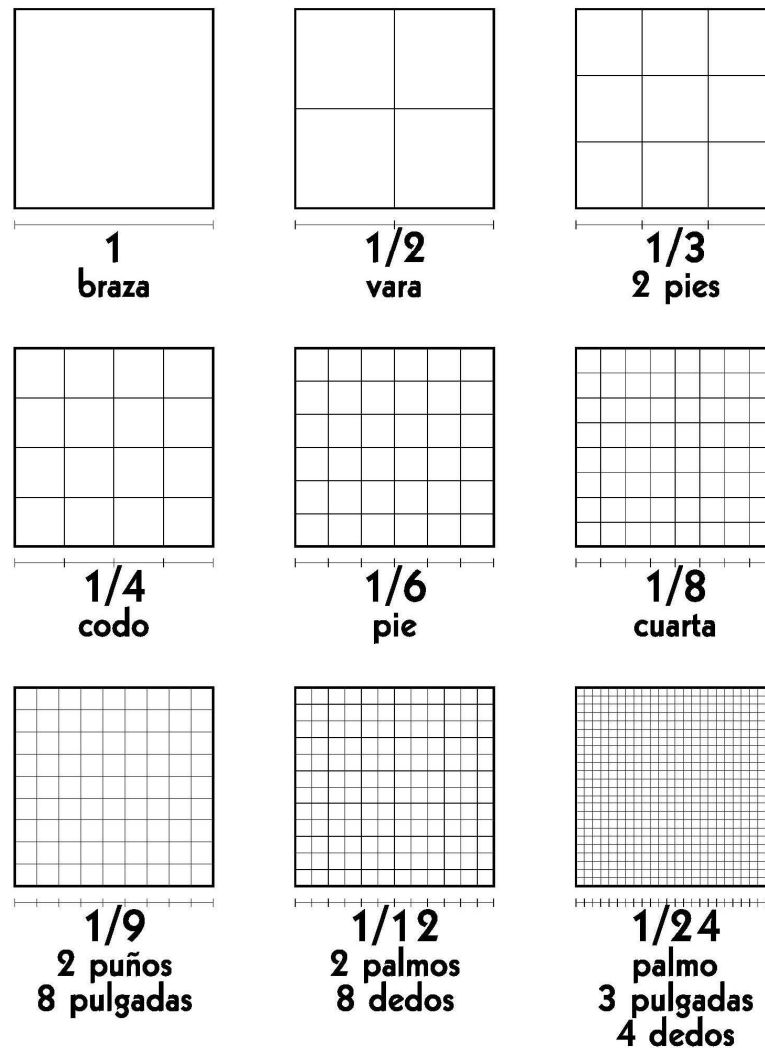 1
braza
1/2
vara
1/3
2 pies
1/4
codo
1/6
pie
1/8
cuarta
1/9
2 puños
8 pulgadas
1/12
2 palmos
8 dedos
1/24
palmo
3 pulgadas
4 dedos